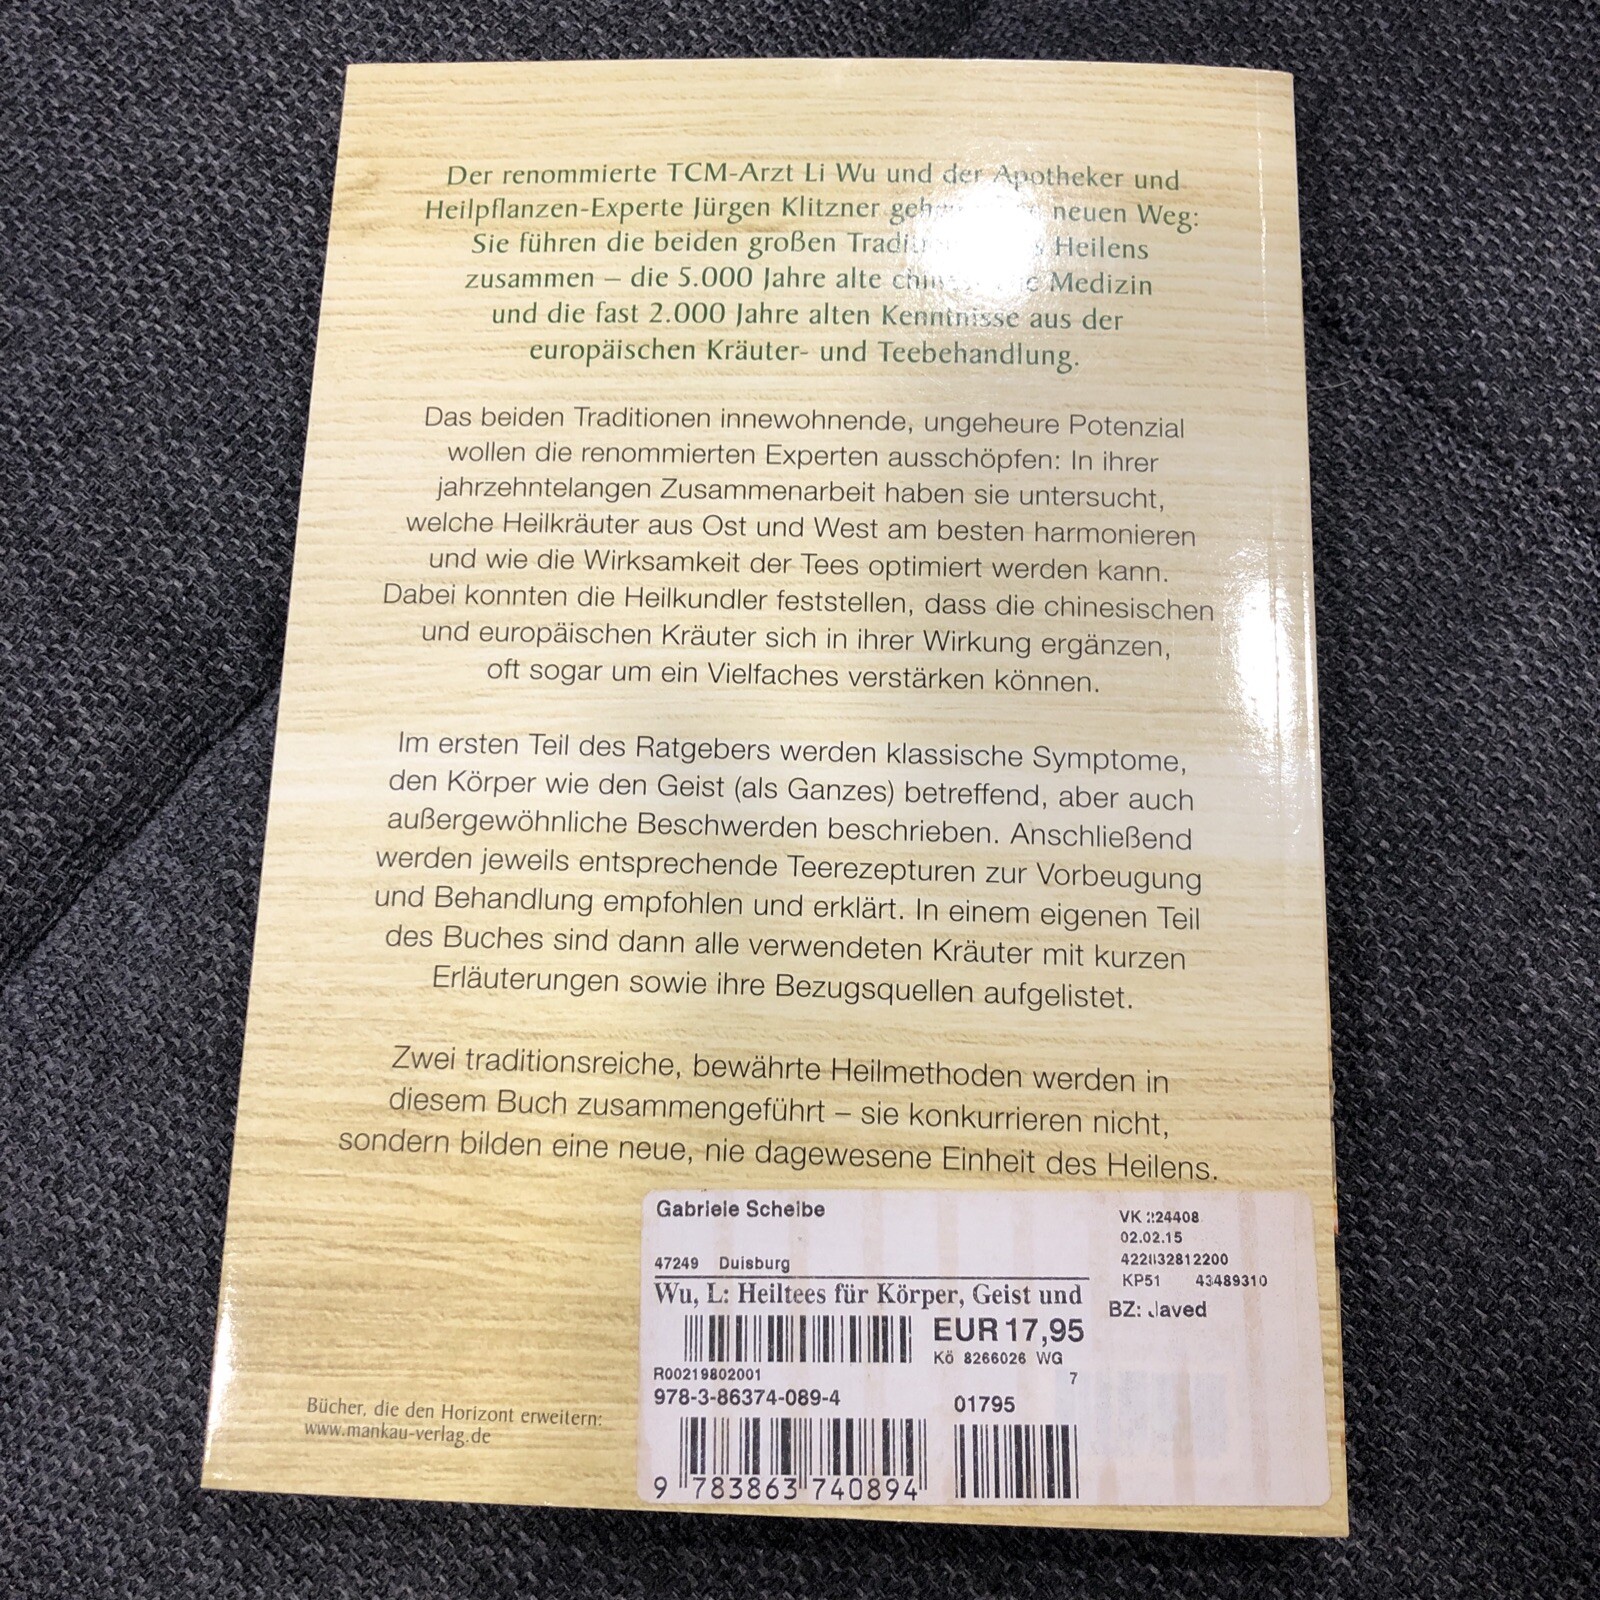 Der renommierte TCM-Arzt Li Wu und der Apotheker und
Heilpflanzen-Experte Jürgen Klitzner neuen Weg:
Sie führen die beiden großen Heilens
zusammen – die 5.000 Jahre alte Medizin
und die fast 2.000 Jahre alten Kenntnisse aus der
europäischen Kräuter- und Teebehandlung.
Das beiden Traditionen innewohnende, ungeheure Potenzial
wollen die renommierten Experten ausschöpfen: In ihrer
jahrzehntelangen Zusammenarbeit haben sie untersucht,
welche Heilkräuter aus Ost und West am besten harmonieren
und wie die Wirksamkeit der Tees optimiert werden kann.
Dabei konnten die Heilkundler feststellen, dass die chinesischen
und europäischen Kräuter sich in ihrer Wirkung ergänzen,
oft sogar um ein Vielfaches verstärken können.
Im ersten Teil des Ratgebers werden klassische Symptome,
den Körper wie den Geist (als Ganzes) betreffend, aber auch
außergewöhnliche Beschwerden beschrieben. Anschließend
werden jeweils entsprechende Teerezepturen zur Vorbeugung
und Behandlung empfohlen und erklärt. In einem eigenen Teil
des Buches sind dann alle verwendeten Kräuter mit kurzen
Erläuterungen sowie ihre Bezugsquellen aufgelistet.
Zwei traditionsreiche, bewährte Heilmethoden werden in
diesem Buch zusammengeführt – sie konkurrieren nicht,
sondern bilden eine neue, nie dagewesene Einheit des Heilens.
Gabriele Scheibe
VK 224408
02.02.15
47249 Duisburg
KP51 43489310
Wu, L: Heiltees für Körper, Geist und
BZ: Javed
EUR 17,95
Kö 8266026 WG
R00219802001
7
978-3-86374-089-4
01795
9 783863 740894
Bücher, die den Horizont erweitern:
www.mankau-verlag.de